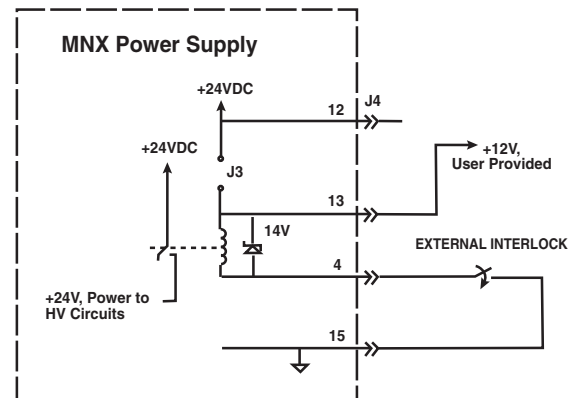 MNX Power Supply
+24VDC
12
J4
+24VDC
J3
+12V,
User Provided
13
14V
EXTERNAL INTERLOCK
4
+24V, Power to
HV Circuits
15